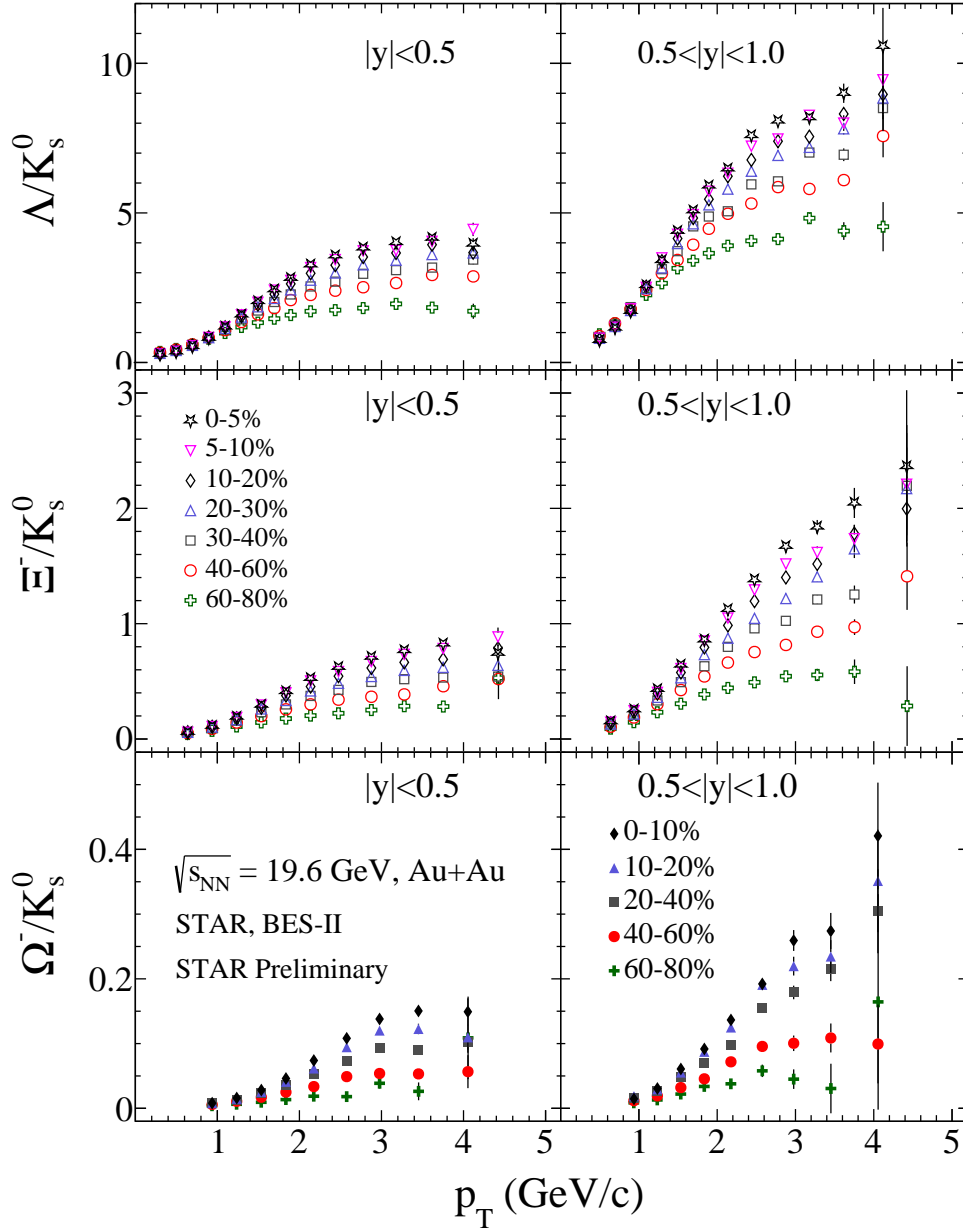 |y|<0.5
0.5<|y|<1.0
Λ/K⁰ₛ
10
5
0
|y|<0.5
0.5<|y|<1.0
Ξ⁻/K⁰ₛ
3
2
1
0
0-5%
5-10%
10-20%
20-30%
30-40%
40-60%
60-80%
|y|<0.5
0.5<|y|<1.0
Ω⁻/K⁰ₛ
0.4
0.2
0
√sNN = 19.6 GeV, Au+Au
STAR, BES-II
STAR Preliminary
0-10%
10-20%
20-40%
40-60%
60-80%
1 2 3 4 5 1 2 3 4 5
pT (GeV/c)